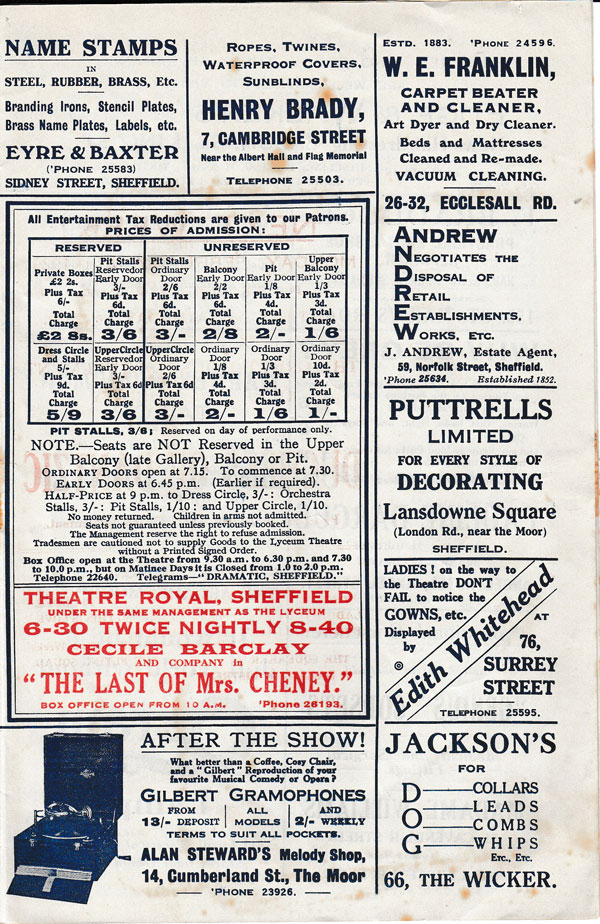 NAME STAMPS
IN
STEEL, RUBBER, BRASS, Etc.
Branding Irons, Stencil Plates,
Brass Name Plates, Labels, etc.
EYRE & BAXTER
('PHONE 25583)
SIDNEY STREET, SHEFFIELD.
ROPES, TWINES,
WATERPROOF COVERS,
SUNBLINDS,
HENRY BRADY,
7, CAMBRIDGE STREET
Near the Albert Hall and Flag Memorial
TELEPHONE 25503.
ESTD. 1883. 'PHONE 24596.
W. E. FRANKLIN,
CARPET BEATER
AND CLEANER,
Art Dyer and Dry Cleaner.
Beds and Mattresses
Cleaned and Re-made.
VACUUM CLEANING.
26-32, ECCLESALL RD.
All Entertainment Tax Reductions are given to our Patrons.
PRICES OF ADMISSION:
RESERVED
UNRESERVED
Private Boxes
£2 2s.
Plus Tax
6/-
Total
Charge
£2 8s.
Pit Stalls
Reservedor
Early Door
3/-
Plus Tax
6d.
Total
Charge
3/6
Pit Stalls
Ordinary
Door
2/6
Plus Tax
6d.
Total
Charge
3/-
Balcony
Early Door
2/2
Plus Tax
6d.
Total
Charge
2/8
Pit
Early Door
1/8
Plus Tax
4d.
Total
Charge
2/-
Upper
Balcony
Early Door
1/3
Plus Tax
3d.
Total
Charge
1/6
Dress Circle
and Stalls
5/-
Plus Tax
9d.
Total
Charge
5/9
UpperCircle
Reservedor
Early Door
3/-
Plus Tax 6d
Total
Charge
3/6
UpperCircle
Ordinary
Door
2/6
Plus Tax 6d
Total
Charge
3/-
Ordinary
Door
1/8
Plus Tax
4d.
Total
Charge
2/-
Ordinary
Door
1/3
Plus Tax
3d.
Total
Charge
1/6
Ordinary
Door
10d.
Plus Tax
2d.
Total
Charge
1/-
PIT STALLS, 3/6; Reserved on day of performance only.
NOTE.—Seats are NOT Reserved in the Upper
Balcony (late Gallery), Balcony or Pit.
ORDINARY DOORS open at 7.15. To commence at 7.30.
EARLY DOORS at 6.45 p.m. (Earlier if required).
HALF-PRICE at 9 p.m. to Dress Circle, 3/-: Orchestra
Stalls, 3/-: Pit Stalls, 1/10: and Upper Circle, 1/10.
No money returned. Children in arms not admitted.
Seats not guaranteed unless previously booked.
The Management reserve the right to refuse admission.
Tradesmen are cautioned not to supply Goods to the Lyceum Theatre
without a Printed Signed Order.
Box Office open at the Theatre from 9.30 a.m. to 6.30 p.m. and 7.30
to 10.0 p.m., but on Matinee Days it is Closed from 1.0 to 2.0 p.m.
Telephone 22640. Telegrams—"DRAMATIC, SHEFFIELD."
THEATRE ROYAL, SHEFFIELD
UNDER THE SAME MANAGEMENT AS THE LYCEUM
6-30 TWICE NIGHTLY 8-40
CECILE BARCLAY
AND COMPANY in
"THE LAST OF Mrs. CHENEY."
BOX OFFICE OPEN FROM 10 A.M. 'Phone 26193.
ANDREW
NEGOTIATES THE
DISPOSAL OF
RETAIL
ESTABLISHMENTS,
WORKS, ETC.
J. ANDREW, Estate Agent,
59, Norfolk Street, Sheffield.
'Phone 25634. Established 1852.
PUTTRELLS
LIMITED
FOR EVERY STYLE OF
DECORATING
Lansdowne Square
(London Rd., near the Moor)
SHEFFIELD.
LADIES! on the way to
the Theatre DON'T
FAIL to notice the
GOWNS, etc.
Displayed
by
Edith Whitehead
AT
76,
SURREY
STREET
TELEPHONE 25595.
AFTER THE SHOW!
What better than a Coffee, Cosy Chair,
and a "Gilbert" Reproduction of your
favourite Musical Comedy or Opera?
GILBERT GRAMOPHONES
FROM ALL AND
13/- DEPOSIT MODELS 2/- WEEKLY
TERMS TO SUIT ALL POCKETS.
ALAN STEWARD'S Melody Shop,
14, Cumberland St., The Moor
'PHONE 23926.
JACKSON'S
FOR
DOG
COLLARS
LEADS
COMBS
WHIPS
ETC., ETC.
66, THE WICKER.